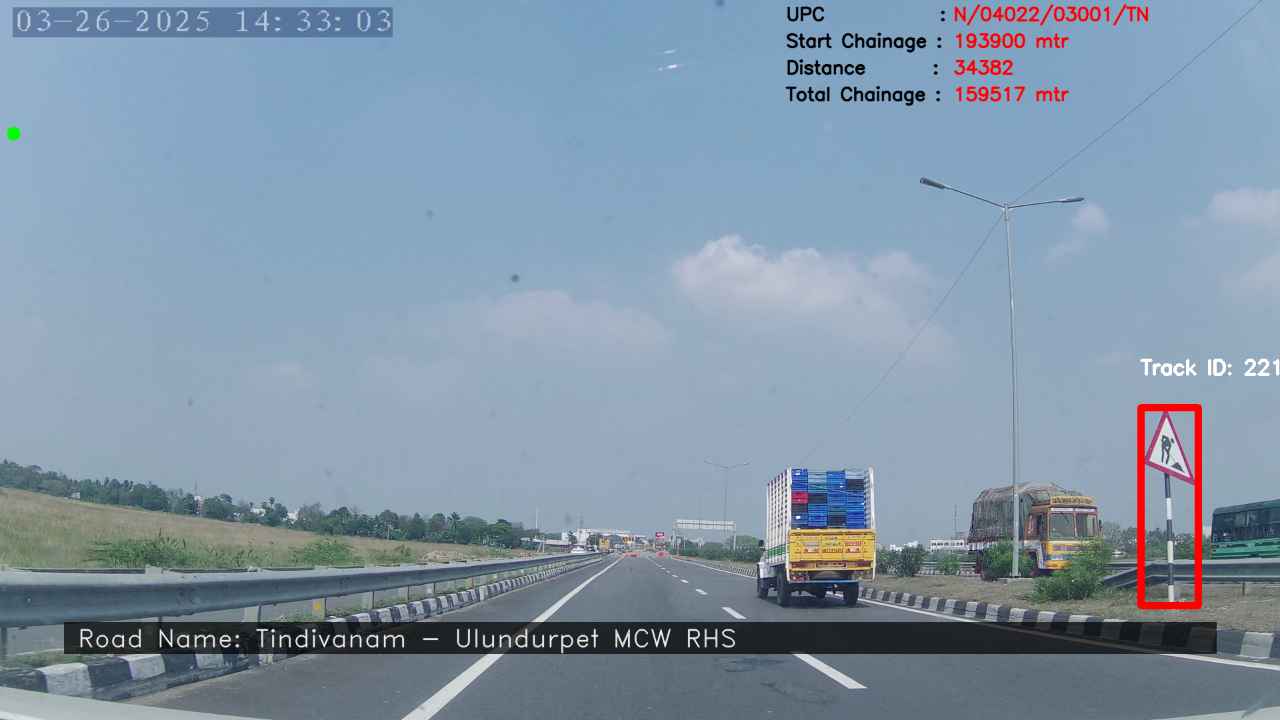 03-26-2025 14:33:03
UPC : N/04022/03001/TN
Start Chainage : 193900 mtr
Distance : 34382
Total Chainage : 159517 mtr
Track ID: 221
Road Name: Tindivanam - Ulundurpet MCW RHS